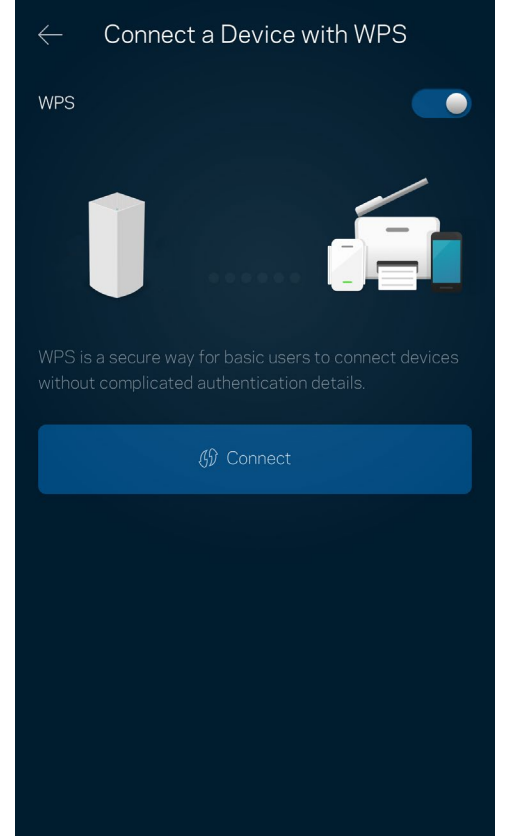 Connect a Device with WPS
WPS
WPS is a secure way for basic users to connect devices
without complicated authentication details.
Connect